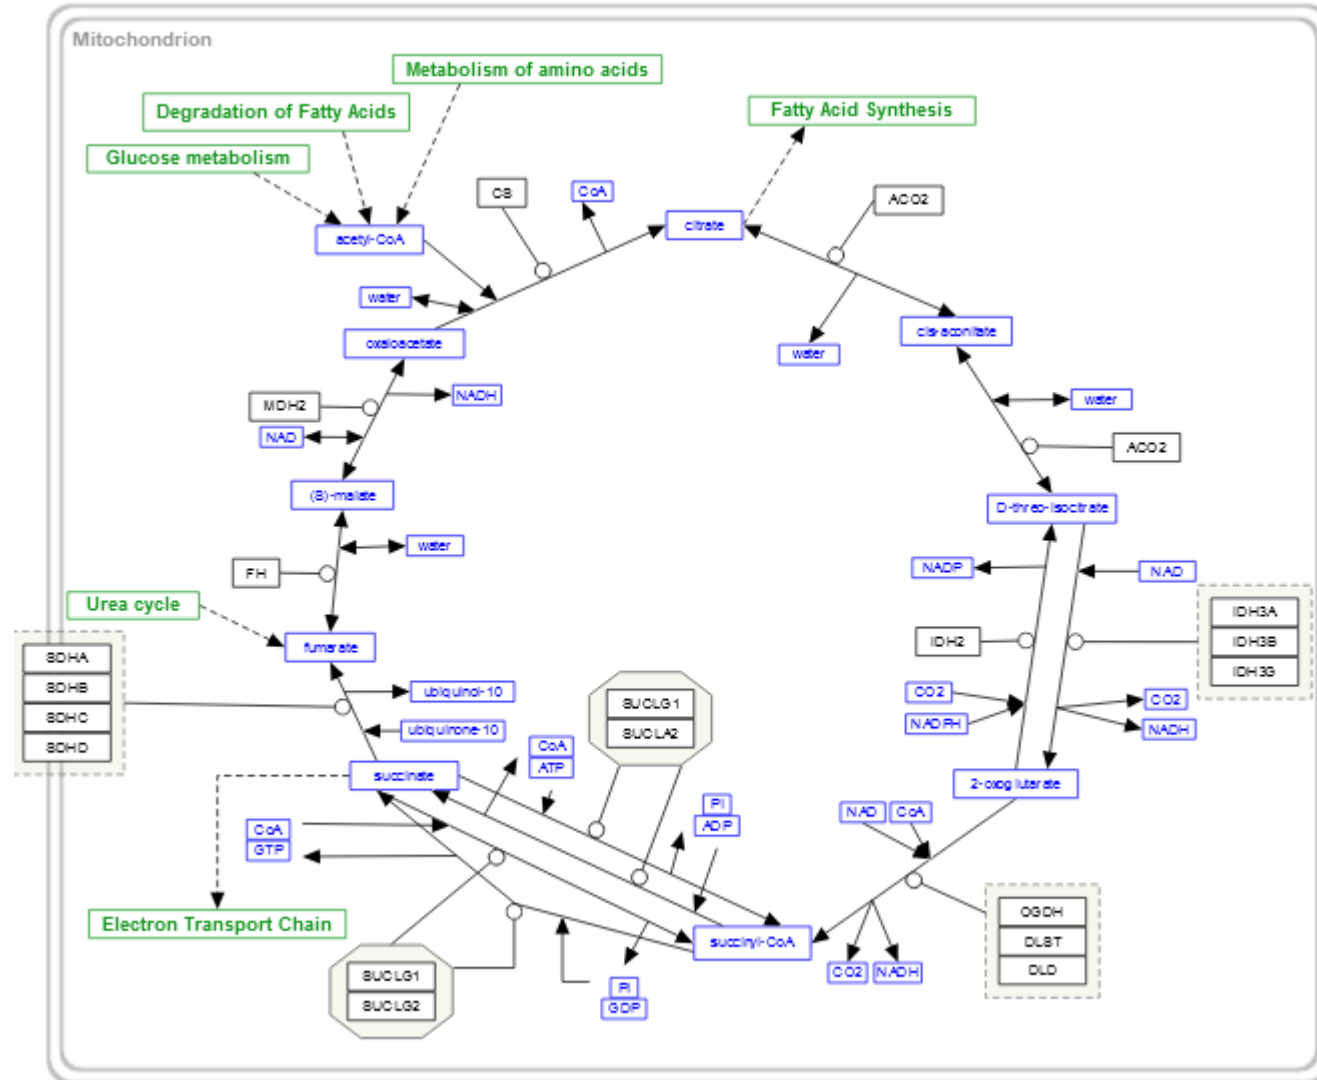 Mitochondrion
Metabolism of amino acids
Degradation of Fatty Acids
Fatty Acid Synthesis
Glucose metabolism
CS
CoA
ACO2
citrate
acetyl-CoA
water
oxaloacetate
cis-aconitate
water
MDH2
NADH
water
NAD
ACO2
(S)-malate
D-threo-isocitrate
water
FH
NADP
NAD
Urea cycle
fumarate
IDH2
IDH3A
IDH3B
IDH3G
SDHA
SDHB
SDHC
SDHD
ubiquinol-10
ubiquinone-10
SUCLG1
SUCLA2
CO2
NADPH
CO2
NADH
CoA
ATP
succinate
2-oxoglutarate
PI
ADP
NAD
CoA
CoA
GTP
Electron Transport Chain
succinyl-CoA
OGDH
DLST
DLD
SUCLG1
SUCLG2
PI
GDP
CO2
NADH